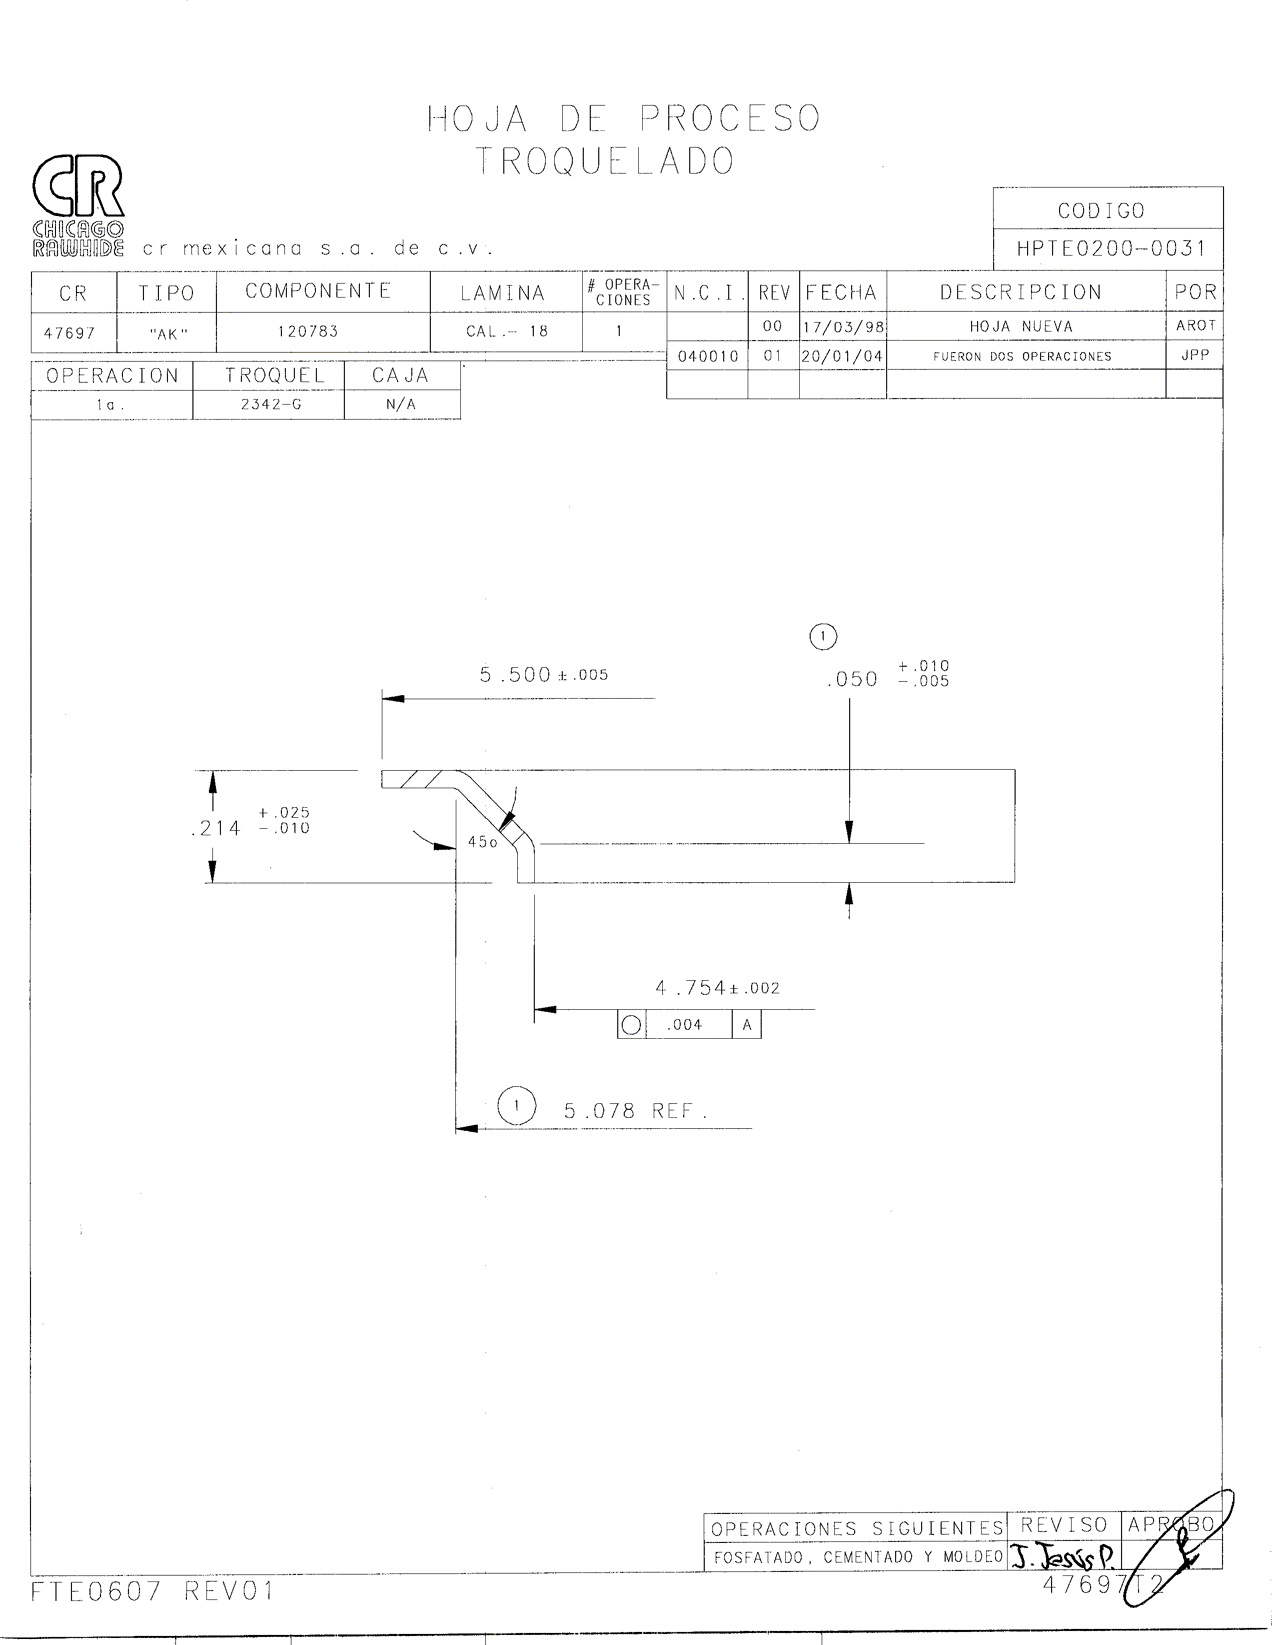 HOJA DE PROCESO
TROQUELADO
CR
CHICAGO
RAWHIDE
cr mexicana s.a. de c.v.
CODIGO
HPTE0200-0031
CR TIPO COMPONENTE LAMINA # OPERA-CIONES N.C.I. REV FECHA DESCRIPCION POR
47697 "AK" 120783 CAL.- 18 1 00 17/03/98 HOJA NUEVA AROT
040010 01 20/01/04 FUERON DOS OPERACIONES JPP
OPERACION TROQUEL CAJA
1a. 2342-G N/A
1
5.500 ±.005
.050 +.010 -.005
.214 +.025 -.010
45o
4.754 ±.002
.004 A
1 5.078 REF.
OPERACIONES SIGUIENTES REVISO APROBO
FOSFATADO, CEMENTADO Y MOLDEO J. Jesús P.
FTE0607 REV01
47697T2